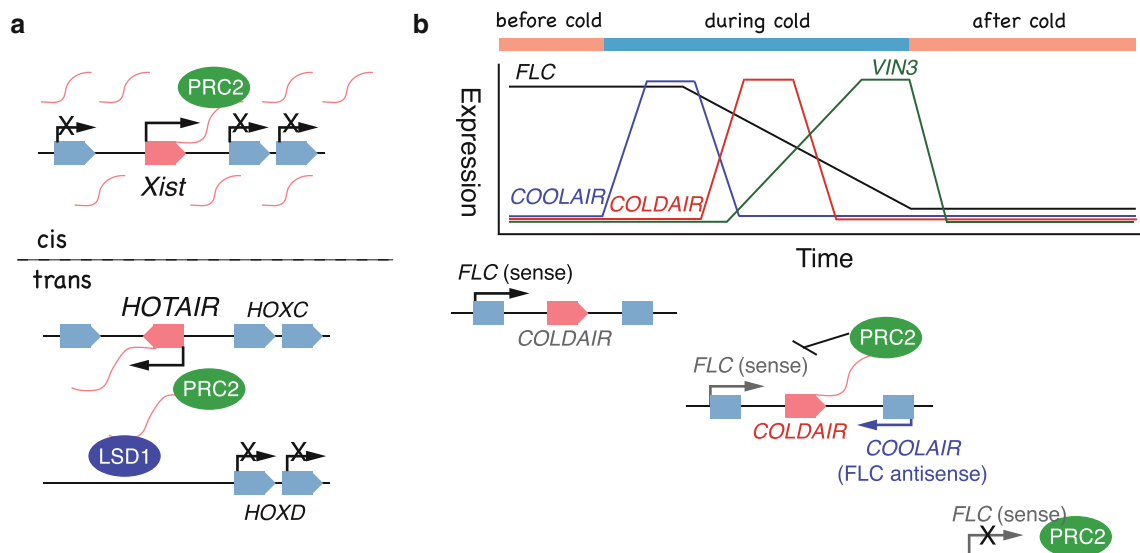 a
PRC2
X
X
X
Xist
cis
trans
HOTAIR
HOXC
PRC2
LSD1
X
X
HOXD
b
before cold
during cold
after cold
Expression
FLC
VIN3
COOLAIR
COLDAIR
Time
FLC (sense)
COLDAIR
PRC2
FLC (sense)
COLDAIR
COOLAIR
(FLC antisense)
FLC (sense)
X
PRC2